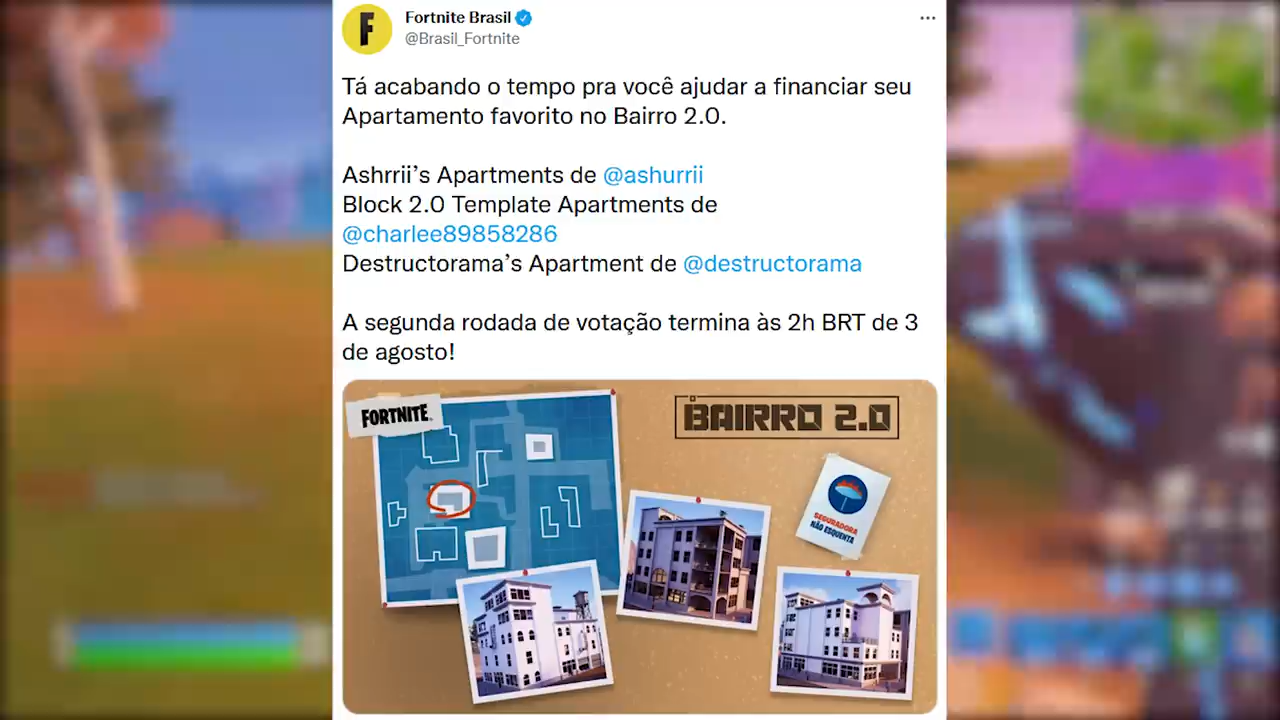 Fortnite Brasil
@Brasil_Fortnite
Tá acabando o tempo pra você ajudar a financiar seu
Apartamento favorito no Bairro 2.0.
Ashrrii’s Apartments de @ashurrii
Block 2.0 Template Apartments de
@charlee89858286
Destructorama’s Apartment de @destructorama
A segunda rodada de votação termina às 2h BRT de 3
de agosto!
FORTNITE
O BAIRRO 2.0
SEGURADORA
NÃO ESQUENTA